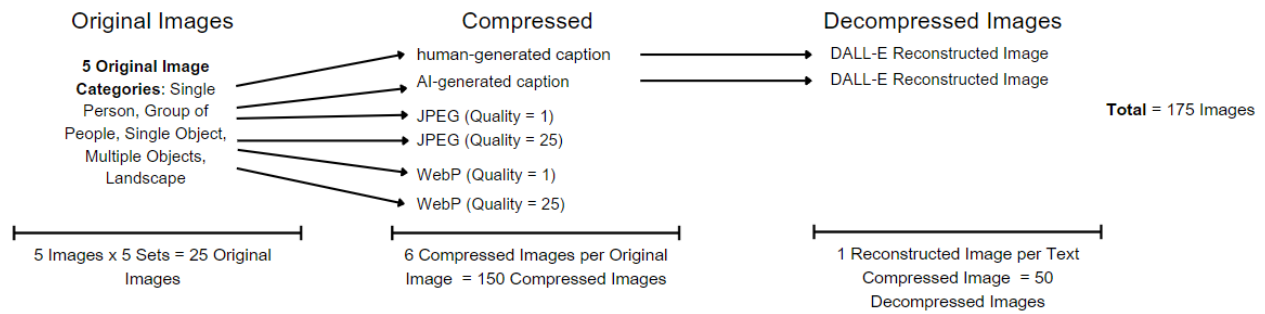 Original Images
Compressed
Decompressed Images
5 Original Image
Categories: Single
Person, Group of
People, Single Object,
Multiple Objects,
Landscape
human-generated caption
AI-generated caption
JPEG (Quality = 1)
JPEG (Quality = 25)
WebP (Quality = 1)
WebP (Quality = 25)
DALL-E Reconstructed Image
DALL-E Reconstructed Image
Total = 175 Images
5 Images x 5 Sets = 25 Original
Images
6 Compressed Images per Original
Image = 150 Compressed Images
1 Reconstructed Image per Text
Compressed Image = 50
Decompressed Images